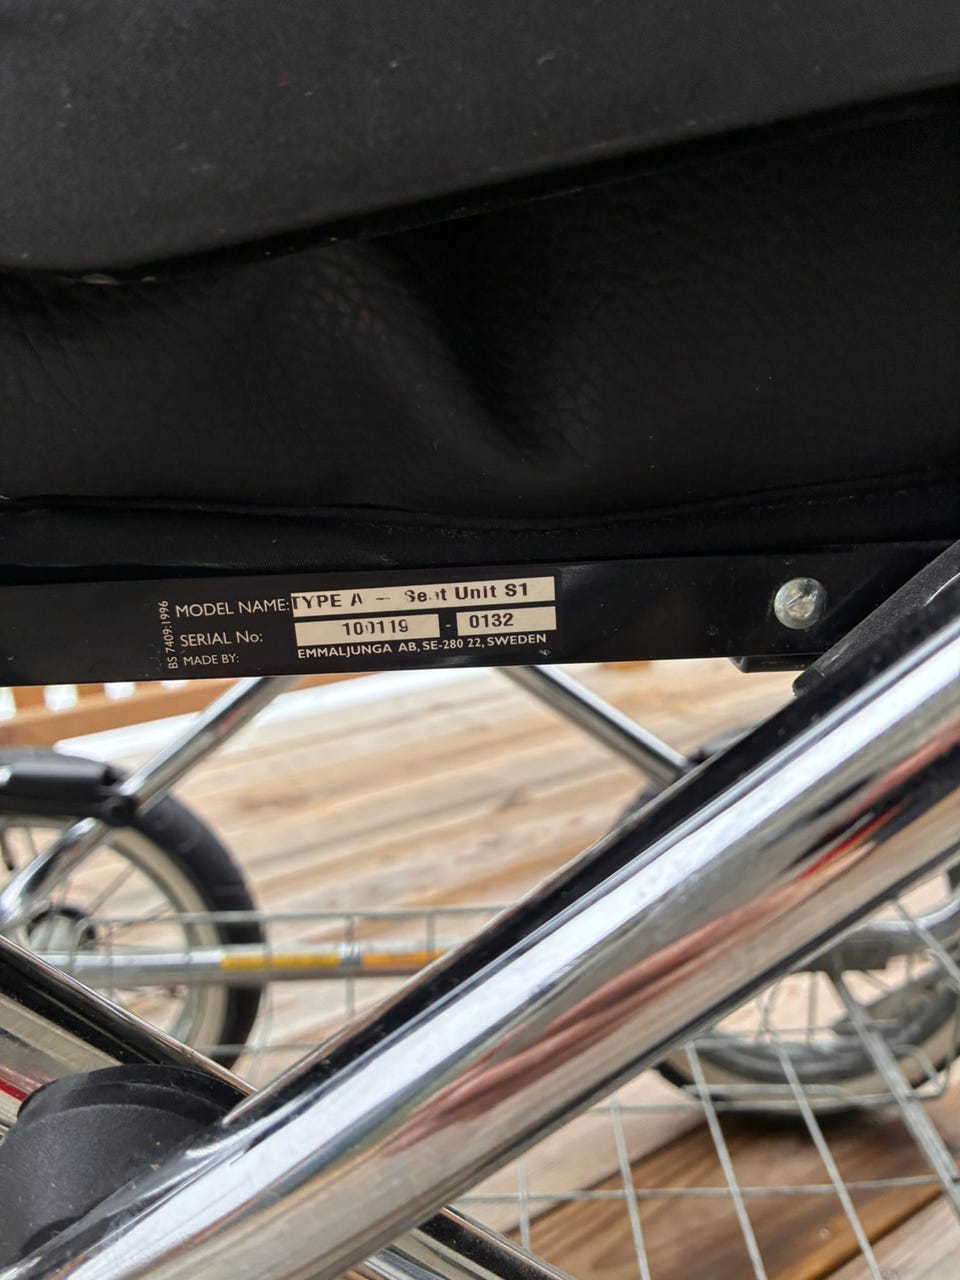 BS 7409:1996
MODEL NAME: TYPE A – Seat Unit S1
SERIAL No: 100119 - 0132
MADE BY: EMMALJUNGA AB, SE-280 22, SWEDEN